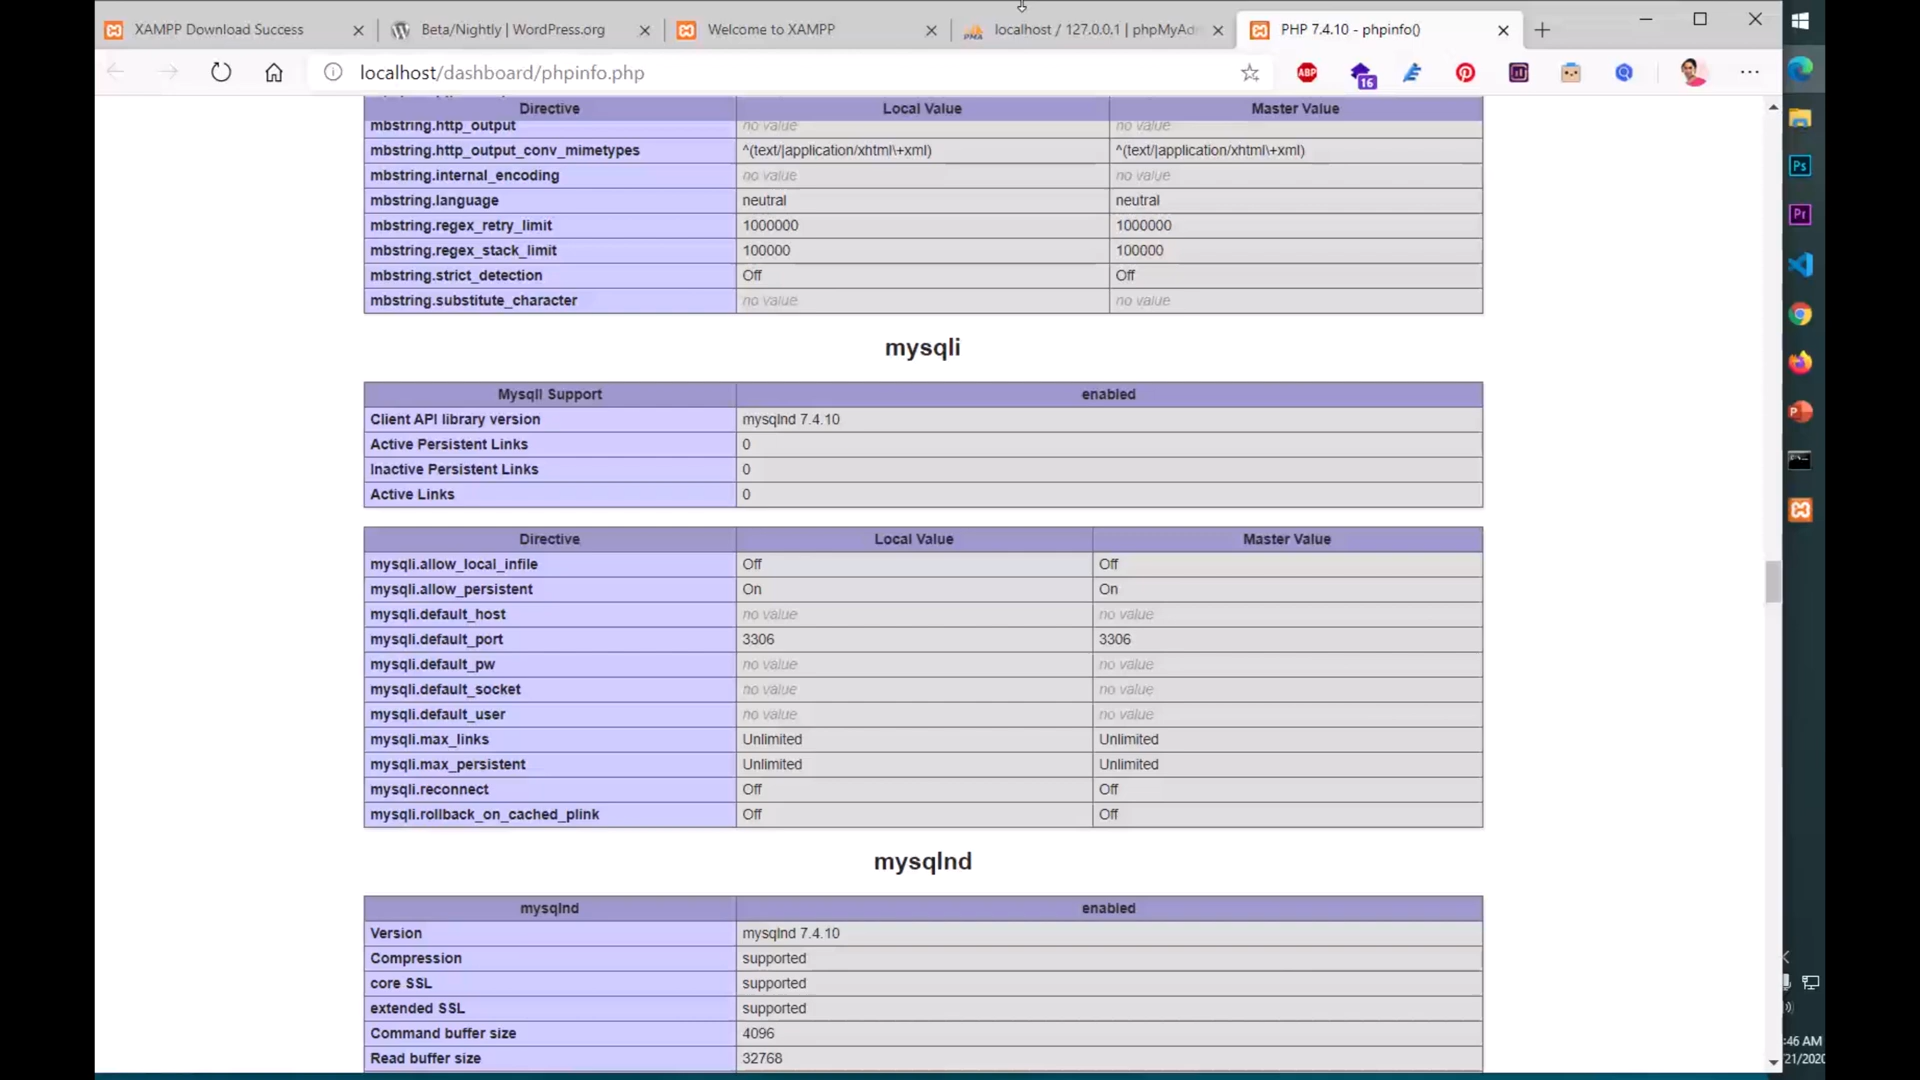 XAMPP Download Success
Beta/Nightly | WordPress.org
Welcome to XAMPP
localhost / 127.0.0.1 | phpMyAdm
PHP 7.4.10 - phpinfo()
localhost/dashboard/phpinfo.php
ABP
16
Directive Local Value Master Value
mbstring.http_output no value no value
mbstring.http_output_conv_mimetypes ^(text/|application/xhtml\+xml) ^(text/|application/xhtml\+xml)
mbstring.internal_encoding no value no value
mbstring.language neutral neutral
mbstring.regex_retry_limit 1000000 1000000
mbstring.regex_stack_limit 100000 100000
mbstring.strict_detection Off Off
mbstring.substitute_character no value no value
mysqli
MysqlI Support enabled
Client API library version mysqlnd 7.4.10
Active Persistent Links 0
Inactive Persistent Links 0
Active Links 0
Directive Local Value Master Value
mysqli.allow_local_infile Off Off
mysqli.allow_persistent On On
mysqli.default_host no value no value
mysqli.default_port 3306 3306
mysqli.default_pw no value no value
mysqli.default_socket no value no value
mysqli.default_user no value no value
mysqli.max_links Unlimited Unlimited
mysqli.max_persistent Unlimited Unlimited
mysqli.reconnect Off Off
mysqli.rollback_on_cached_plink Off Off
mysqlnd
mysqlnd enabled
Version mysqlnd 7.4.10
Compression supported
core SSL supported
extended SSL supported
Command buffer size 4096
Read buffer size 32768
Ps
Pr
:46 AM
/21/2020